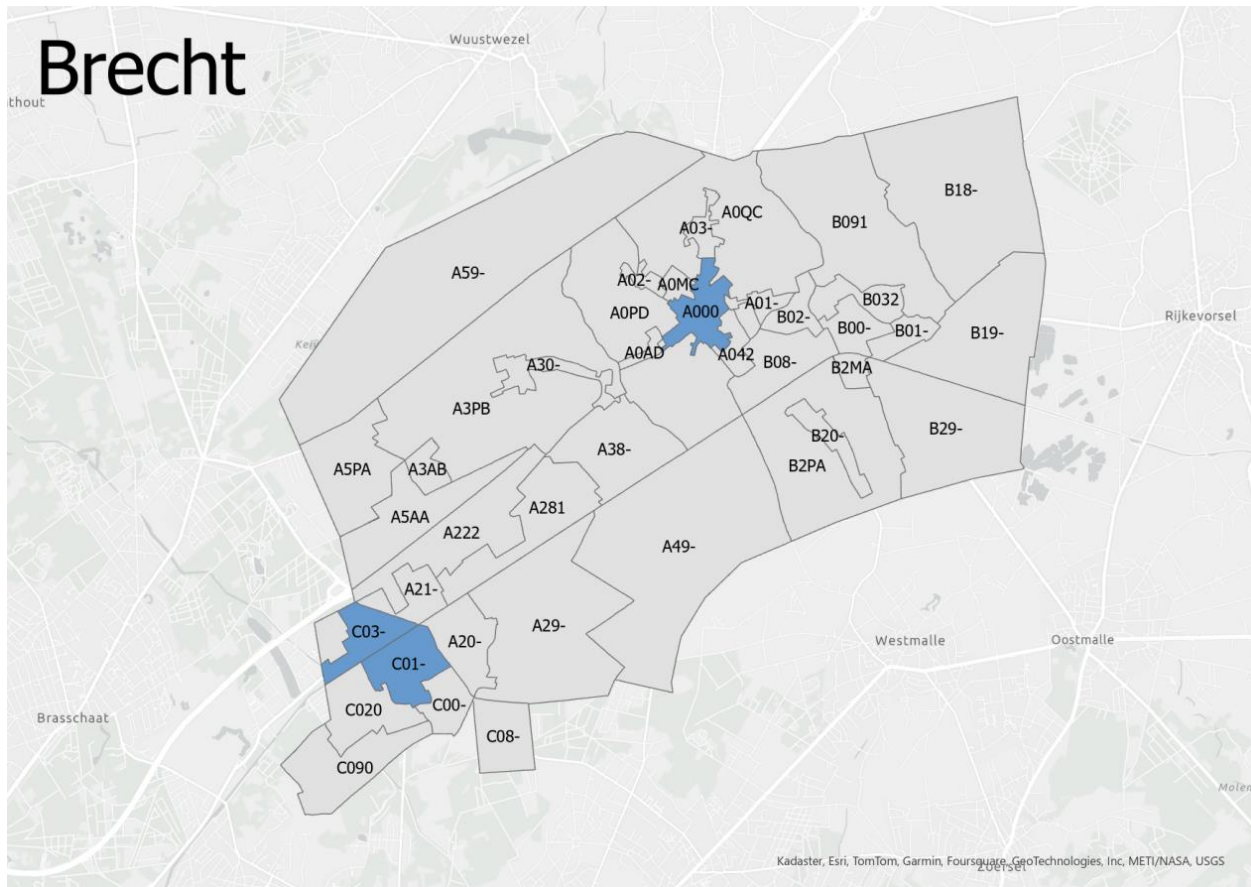 Brecht
Wuustwezel
thout
B18-
A0QC
B091
A03-
A59-
A02-
A0MC
B032
A01-
A000
A0PD
B02-
Rijkevorsel
B00-
B01-
B19-
A0AD
A042
B08-
A30-
B2MA
A3PB
B29-
B20-
A38-
B2PA
A5PA
A3AB
A281
A5AA
A222
A49-
A21-
A29-
C03-
A20-
Westmalle
Oostmalle
C01-
C00-
C020
Brasschaat
C08-
C090
Molen
Kadaster, Esri, TomTom, Garmin, Foursquare, GeoTechnologies, Inc, METI/NASA, USGS
Zoersel